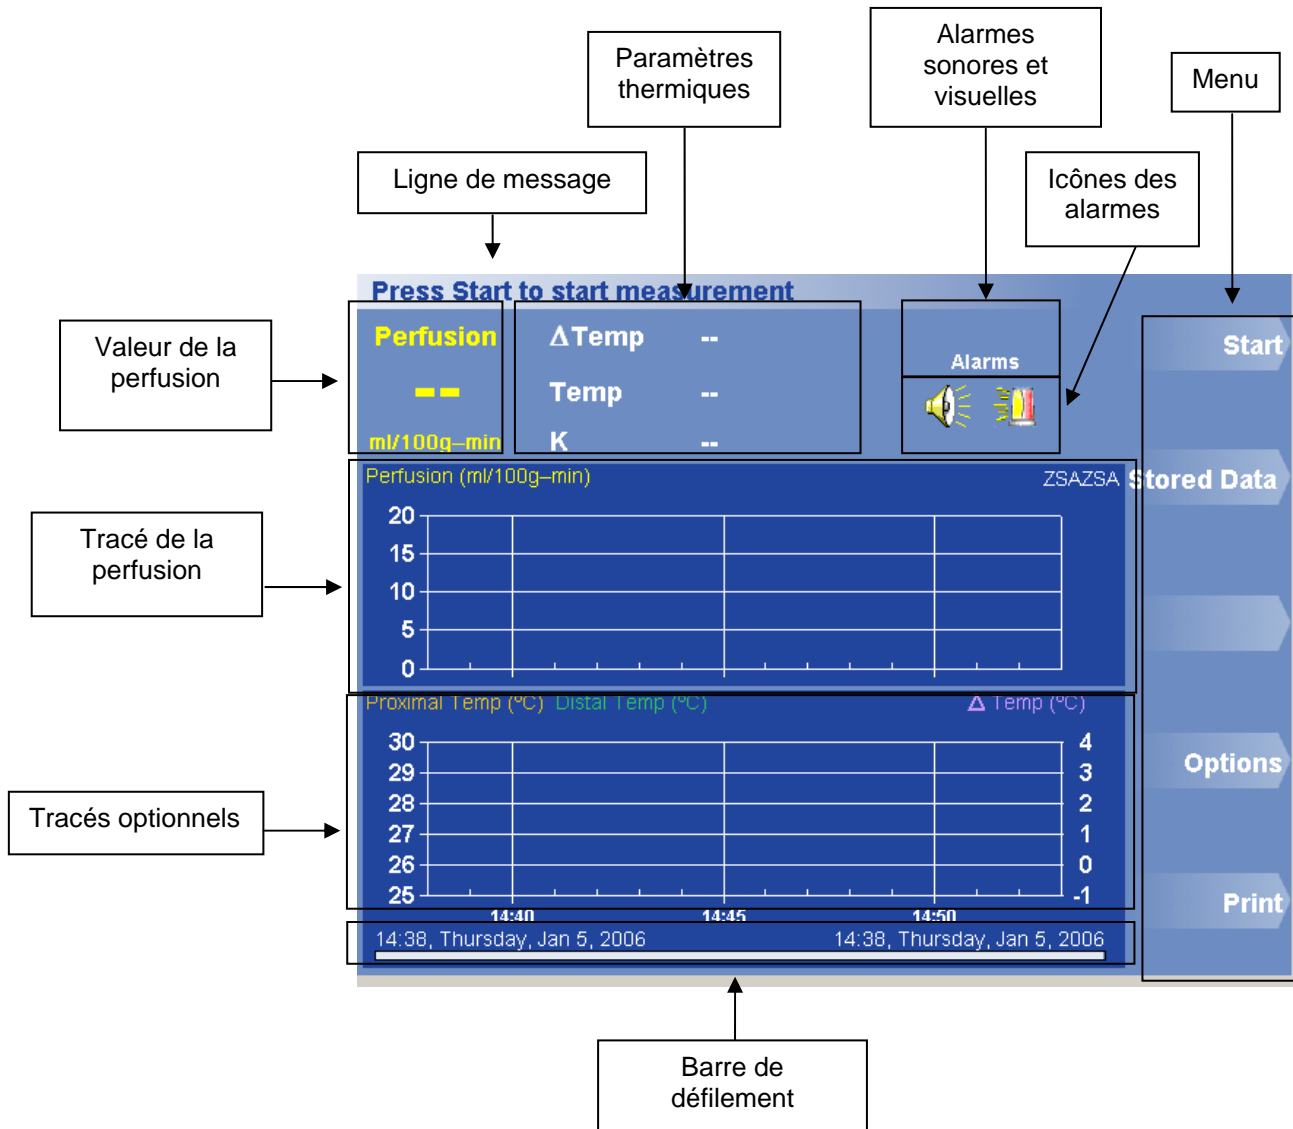 Paramètres
thermiques
Alarmes
sonores et
visuelles
Menu
Ligne de message
Icônes des
alarmes
Valeur de la
perfusion
Tracé de la
perfusion
Tracés optionnels
Barre de
défilement
Press Start to start measurement
Perfusion
--
ml/100g–min
ΔTemp --
Temp --
K --
Alarms
Start
Stored Data
Options
Print
Perfusion (ml/100g–min) ZSAZSA
20
15
10
5
0
Proximal Temp (ºC) Distal Temp (ºC) Δ Temp (ºC)
30 4
29 3
28 2
27 1
26 0
25 -1
14:40 14:45 14:50
14:38, Thursday, Jan 5, 2006 14:38, Thursday, Jan 5, 2006